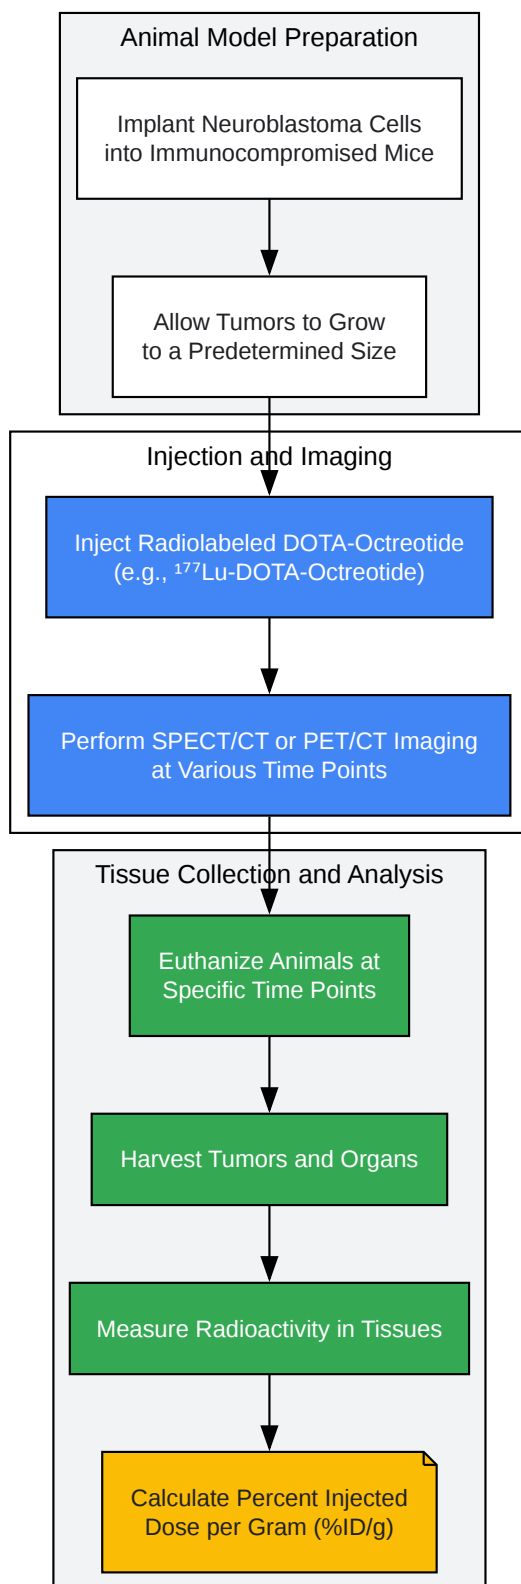 Animal Model Preparation
Implant Neuroblastoma Cells
into Immunocompromised Mice
Allow Tumors to Grow
to a Predetermined Size
Injection and Imaging
Inject Radiolabeled DOTA-Octreotide
(e.g., ¹⁷⁷Lu-DOTA-Octreotide)
Perform SPECT/CT or PET/CT Imaging
at Various Time Points
Tissue Collection and Analysis
Euthanize Animals at
Specific Time Points
Harvest Tumors and Organs
Measure Radioactivity in Tissues
Calculate Percent Injected
Dose per Gram (%ID/g)